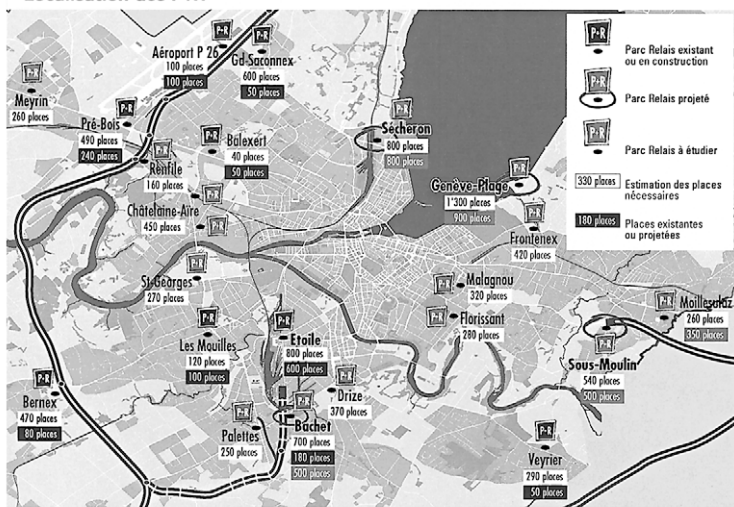 Aéroport P 26
100 places
100 places
P+R
Gd-Saconnex
600 places
50 places
P+R
Meyrin
260 places
P+R
Pré-Bois
490 places
240 places
P+R
Renfile
160 places
P+R
Balexert
40 places
50 places
P+R
Châtelaine-Aire
450 places
P+R
Sécheron
800 places
800 places
P+R
Genève-Plage
1'300 places
900 places
P+R
Frontenex
420 places
P+R
St-Georges
270 places
P+R
Malagnou
320 places
P+R
Florissant
280 places
P+R
Moillesulaz
260 places
350 places
P+R
Sous-Moulin
540 places
500 places
P+R
Les Mouilles
120 places
100 places
P+R
Etoile
800 places
600 places
P+R
Drize
370 places
P+R
Bernex
470 places
80 places
P+R
Palettes
250 places
P+R
Bachet
700 places
180 places
500 places
P+R
Veyrier
290 places
50 places
P+R
Parc Relais existant
ou en construction
P+R
Parc Relais projeté
P+R
Parc Relais à étudier
330 places
Estimation des places
nécessaires
180 places
Places existantes
ou projetées